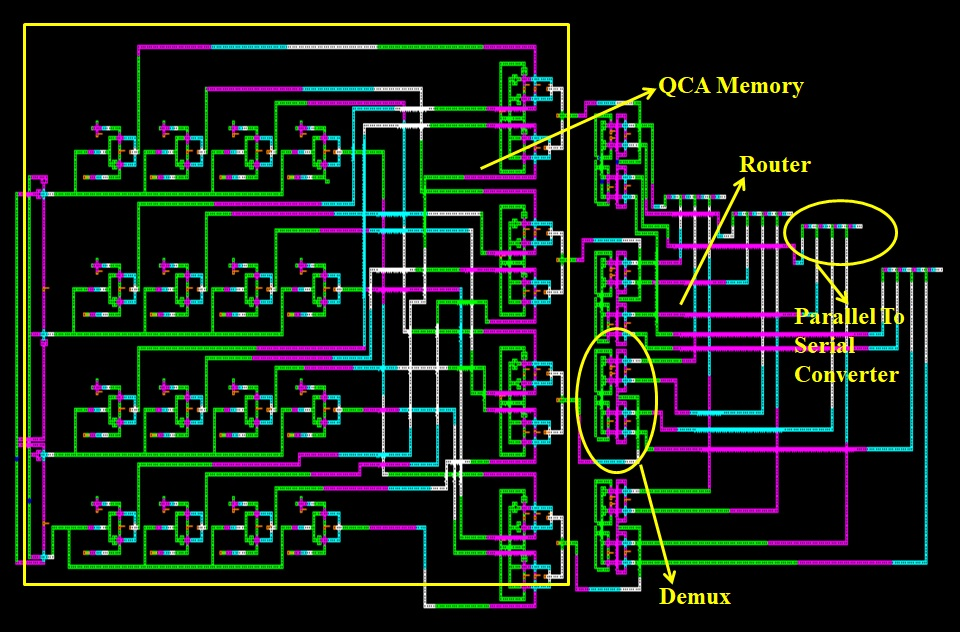 QCA Memory
Router
Parallel To
Serial
Converter
Demux